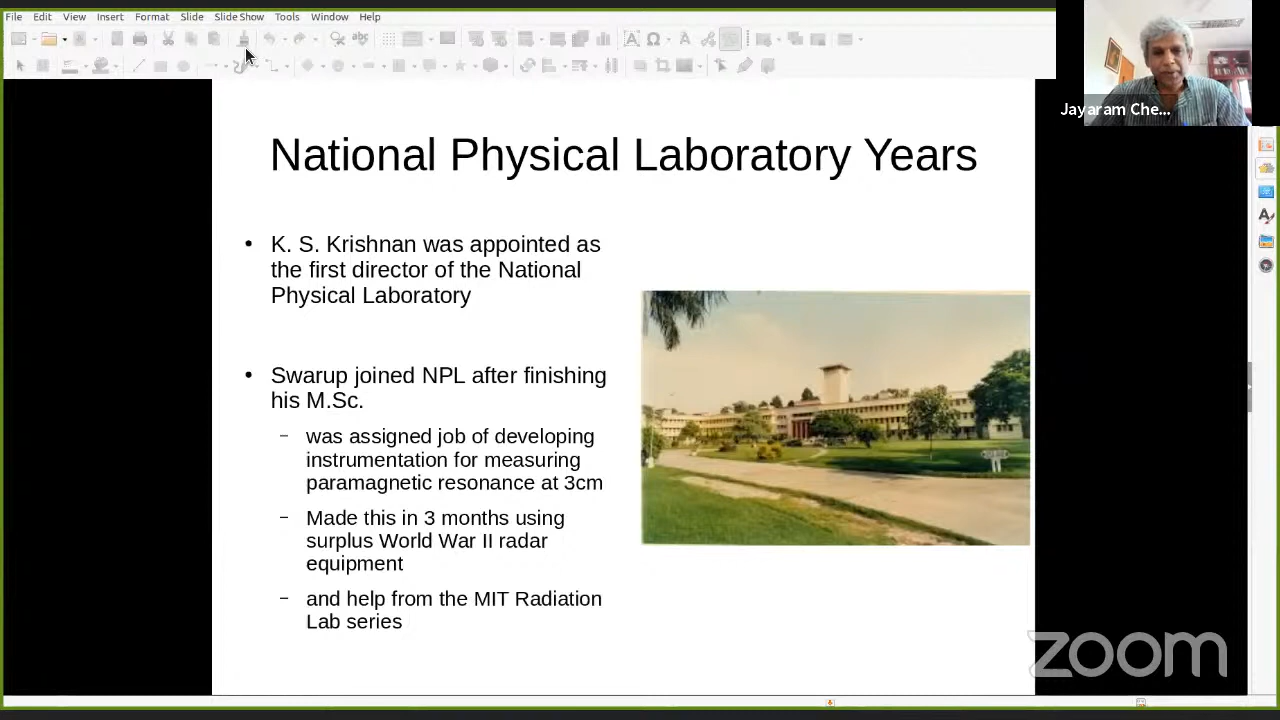 File Edit View Insert Format Slide Slide Show Tools Window Help
Jayaram Che...
National Physical Laboratory Years
• K. S. Krishnan was appointed as
the first director of the National
Physical Laboratory
• Swarup joined NPL after finishing
his M.Sc.
– was assigned job of developing
instrumentation for measuring
paramagnetic resonance at 3cm
– Made this in 3 months using
surplus World War II radar
equipment
– and help from the MIT Radiation
Lab series
zoom